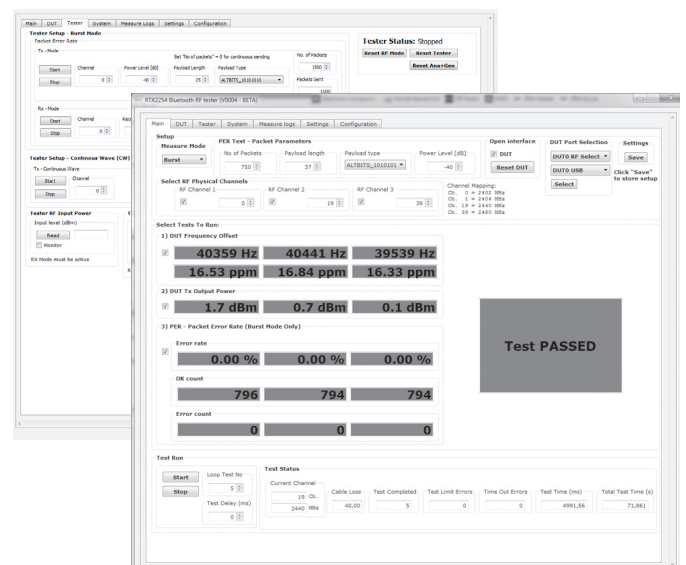 Main DUT Tester System Measure Logs Settings Configuration
Tester Setup - Burst Mode
Packet Error Rate
Tx - Mode
Set "No of packets" = 0 for continuous sending
No. of Packets
Start Channel Power Level [dB] Payload Length Payload Type 1500
Stop 0 -40 25 ALTBITS_10101010 Packets Sent
1500
Rx - Mode
Start Channel
Stop 0
Tester Setup - Continous Wave (CW)
Tx - Continuous Wave
Start Channel
Stop 0
Tester RF Input Power
Input level (dBm)
Read
Monitor
RX Mode must be active
Tester Status: Stopped
Reset RF Mode Reset Tester
Reset Ana+Gen
RTX2254 Bluetooth RF tester (V0004 - BETA)
Main DUT Tester System Measure logs Settings Configuration
Setup
Measure Mode
Burst
PER Test - Packet Parameters
No of Packets Payload length Payload type Power Level [dB]
750 37 ALTBITS_1010101 -40
Open interface
DUT
Reset DUT
DUT Port Selection
DUT0 RF Select
DUT0 USB
Select
Settings
Save
Click "Save"
to store setup
Select RF Physical Channels
RF Channel 1 RF Channel 2 RF Channel 3
0 19 39
Channel Mapping:
Ch. 0 = 2402 MHz
Ch. 1 = 2404 MHz
Ch. 19 = 2440 MHz
Ch. 39 = 2480 MHz
Select Tests To Run:
1) DUT Frequency Offset
40359 Hz 40441 Hz 39539 Hz
16.53 ppm 16.84 ppm 16.33 ppm
2) DUT Tx Output Power
1.7 dBm 0.7 dBm 0.1 dBm
3) PER - Packet Error Rate (Burst Mode Only)
Error rate
0.00 % 0.00 % 0.00 %
OK count
796 794 794
Error count
0 0 0
Test PASSED
Test Run
Start
Stop
Loop Test No
5
Test Delay (ms)
0
Test Status
Current Channel
19 Ch.
2440 MHz
Cable Loss Test Completed Test Limit Errors Time Out Errors Test Time (ms) Total Test Time (s)
40,00 5 0 0 4991,56 71,861